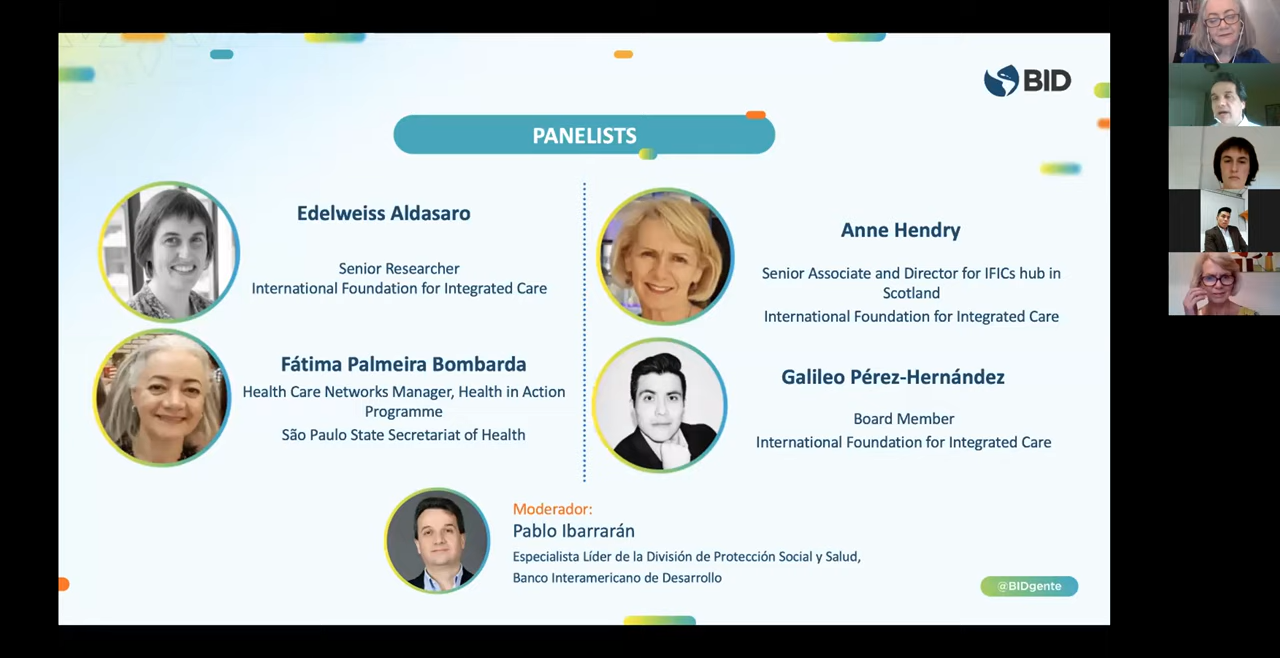 BID
PANELISTS
Edelweiss Aldasaro
Senior Researcher
International Foundation for Integrated Care
Fátima Palmeira Bombarda
Health Care Networks Manager, Health in Action
Programme
São Paulo State Secretariat of Health
Anne Hendry
Senior Associate and Director for IFICs hub in
Scotland
International Foundation for Integrated Care
Galileo Pérez-Hernández
Board Member
International Foundation for Integrated Care
Moderador:
Pablo Ibarrarán
Especialista Líder de la División de Protección Social y Salud,
Banco Interamericano de Desarrollo
@BIDgente